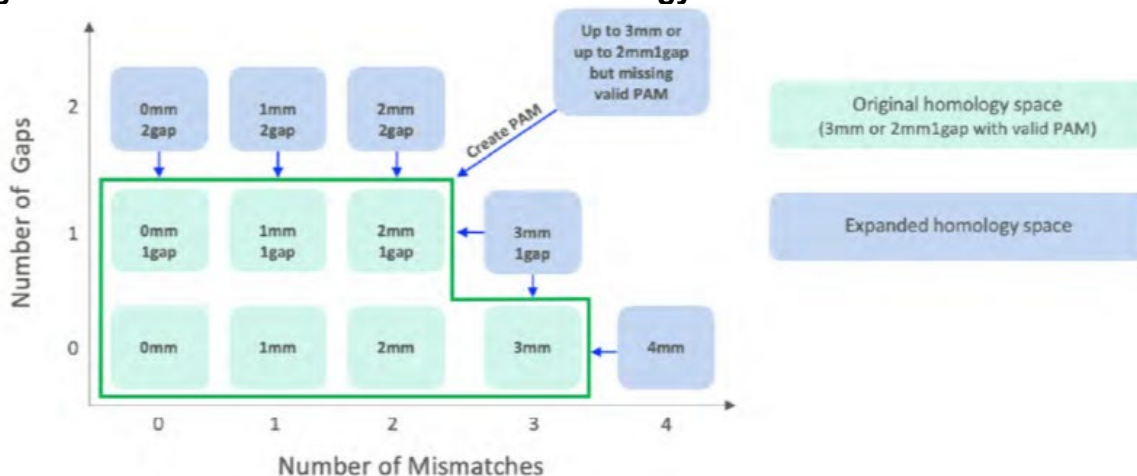 Up to 3mm or
up to 2mm1gap
but missing
valid PAM
Create PAM
Number of Gaps
2
1
0
0mm
2gap
1mm
2gap
2mm
2gap
0mm
1gap
1mm
1gap
2mm
1gap
3mm
1gap
0mm
1mm
2mm
3mm
4mm
0
1
2
3
4
Number of Mismatches
Original homology space
(3mm or 2mm1gap with valid PAM)
Expanded homology space